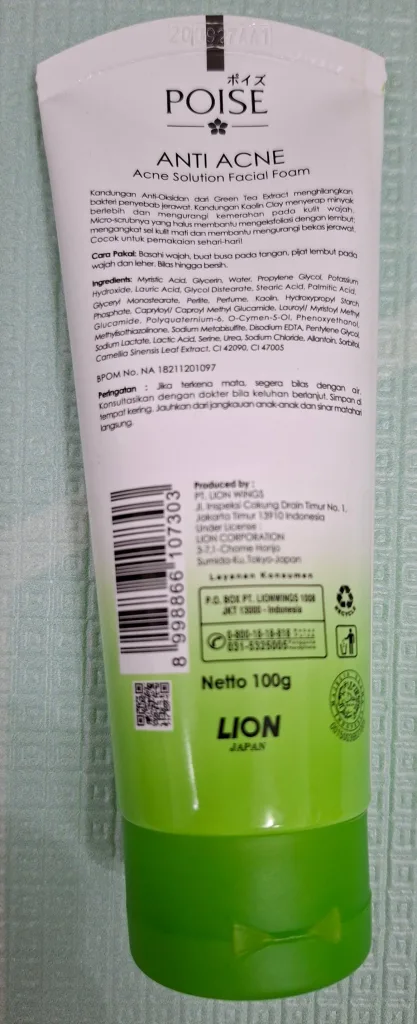 ポイズ
POISE
ANTI ACNE
Acne Solution Facial Foam
Kandungan Anti-Oksidan dari Green Tea Extract menghilangkan
bakteri penyebab jerawat. Kandungan Kaolin Clay menyerap minyak
berlebih dan mengurangi kemerahan pada kulit wajah.
Micro-scrubnya yang halus membantu mengeksfoliasi dengan lembut,
mengangkat sel kulit mati dan membantu mengurangi bekas jerawat.
Cocok untuk pemakaian sehari-hari!
Cara Pakai: Basahi wajah, buat busa pada tangan, pijat lembut pada
wajah dan leher. Bilas hingga bersih.
Ingredients: Myristic Acid, Glycerin, Water, Propylene Glycol, Potassium
Hydroxide, Lauric Acid, Glycol Distearate, Stearic Acid, Palmitic Acid,
Glyceryl Monostearate, Perlite, Perfume, Kaolin, Hydroxypropyl Starch
Phosphate, Capryloyl/ Caproyl Methyl Glucamide, Lauroyl/ Myristoyl Methyl
Glucamide, Polyquaternium-6, O-Cymen-5-Ol, Phenoxyethanol,
Methylisothiazolinone, Sodium Metabisulfite, Disodium EDTA, Pentylene Glycol,
Sodium Lactate, Lactic Acid, Serine, Urea, Sodium Chloride, Allantoin, Sorbitol,
Camellia Sinensis Leaf Extract, CI 42090, CI 47005
BPOM No. NA 18211201097
Peringatan : Jika terkena mata, segera bilas dengan air.
Konsultasikan dengan dokter bila keluhan berlanjut. Simpan di
tempat kering. Jauhkan dari jangkauan anak-anak dan sinar matahari
langsung.
Produced by :
PT. LION WINGS
Jl. Inspeksi Cakung Drain Timur No. 1,
Jakarta Timur 13910 Indonesia
Under License :
LION CORPORATION
3-7,1-Chome Honjo
Sumida-Ku, Tokyo-Japan
Layanan Konsumen
P.O. BOX PT. LIONWINGS 1008
JKT 13000 - Indonesia
0-800-18-18-818
031-5325005
RECYCLE
8 998866 107303
Netto 100g
LION
JAPAN